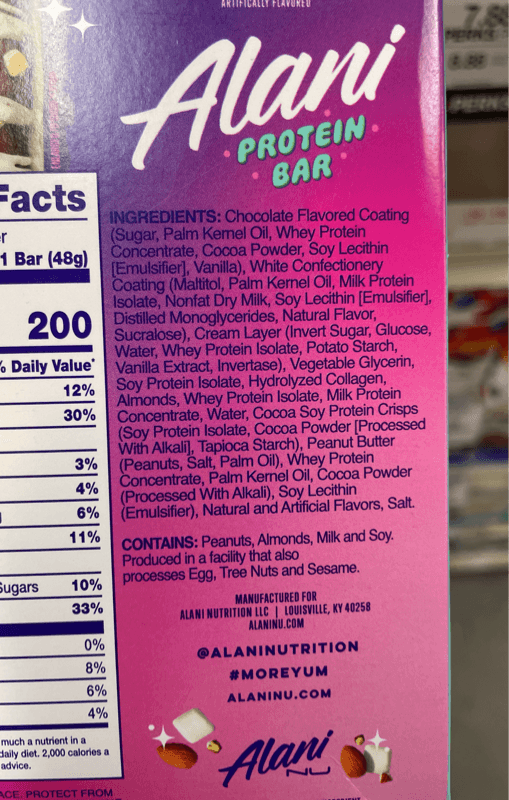 ARTIFICALLY FLAVORED
Alani
PROTEIN
BAR
Facts
1 Bar (48g)
200
% Daily Value*
12%
30%
3%
4%
6%
11%
Sugars 10%
33%
0%
8%
6%
4%
much a nutrient in a
daily diet. 2,000 calories a
advice.
PROTECT FROM
INGREDIENTS: Chocolate Flavored Coating
(Sugar, Palm Kernel Oil, Whey Protein
Concentrate, Cocoa Powder, Soy Lecithin
[Emulsifier], Vanilla), White Confectionery
Coating (Maltitol, Palm Kernel Oil, Milk Protein
Isolate, Nonfat Dry Milk, Soy Lecithin [Emulsifier],
Distilled Monoglycerides, Natural Flavor,
Sucralose), Cream Layer (Invert Sugar, Glucose,
Water, Whey Protein Isolate, Potato Starch,
Vanilla Extract, Invertase), Vegetable Glycerin,
Soy Protein Isolate, Hydrolyzed Collagen,
Almonds, Whey Protein Isolate, Milk Protein
Concentrate, Water, Cocoa Soy Protein Crisps
(Soy Protein Isolate, Cocoa Powder [Processed
With Alkali], Tapioca Starch), Peanut Butter
(Peanuts, Salt, Palm Oil), Whey Protein
Concentrate, Palm Kernel Oil, Cocoa Powder
(Processed With Alkali), Soy Lecithin
(Emulsifier), Natural and Artificial Flavors, Salt.
CONTAINS: Peanuts, Almonds, Milk and Soy.
Produced in a facility that also
processes Egg, Tree Nuts and Sesame.
MANUFACTURED FOR
ALANI NUTRITION LLC | LOUISVILLE, KY 40258
ALANINU.COM
@ALANINUTRITION
#MOREYUM
ALANINU.COM
Alani
NU